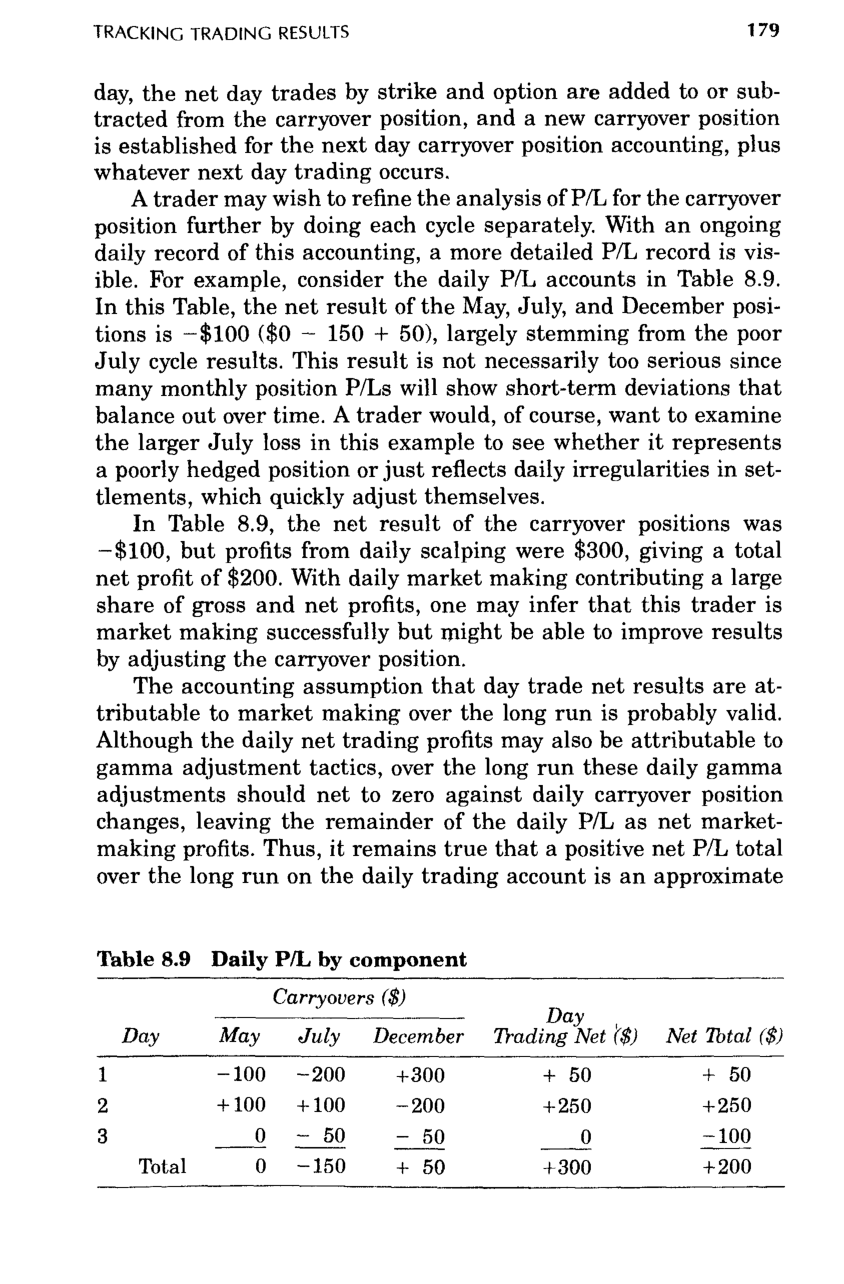 TRACKING TRADING RESULTS 179
day, the net day trades by strike and option are added to or sub-
tracted from the carryover position, and a new carryover position
is established for the next day carryover position accounting, plus
whatever next day trading occurs.
A trader may wish to refine the analysis of P/L for the carryover
position further by doing each cycle separately. With an ongoing
daily record of this accounting, a more detailed P/L record is vis-
ible. For example, consider the daily P/L accounts in Table 8.9.
In this Table, the net result of the May, July, and December posi-
tions is −$100 ($0 − 150 + 50), largely stemming from the poor
July cycle results. This result is not necessarily too serious since
many monthly position P/Ls will show short-term deviations that
balance out over time. A trader would, of course, want to examine
the larger July loss in this example to see whether it represents
a poorly hedged position or just reflects daily irregularities in set-
tlements, which quickly adjust themselves.
In Table 8.9, the net result of the carryover positions was
−$100, but profits from daily scalping were $300, giving a total
net profit of $200. With daily market making contributing a large
share of gross and net profits, one may infer that this trader is
market making successfully but might be able to improve results
by adjusting the carryover position.
The accounting assumption that day trade net results are at-
tributable to market making over the long run is probably valid.
Although the daily net trading profits may also be attributable to
gamma adjustment tactics, over the long run these daily gamma
adjustments should net to zero against daily carryover position
changes, leaving the remainder of the daily P/L as net market-
making profits. Thus, it remains true that a positive net P/L total
over the long run on the daily trading account is an approximate
Table 8.9 Daily P/L by component
Carryovers ($)
Day
Day May July December Trading Net ($) Net Total ($)
1 −100 −200 +300 + 50 + 50
2 +100 +100 −200 +250 +250
3 0 − 50 − 50 0 −100
Total 0 −150 + 50 +300 +200